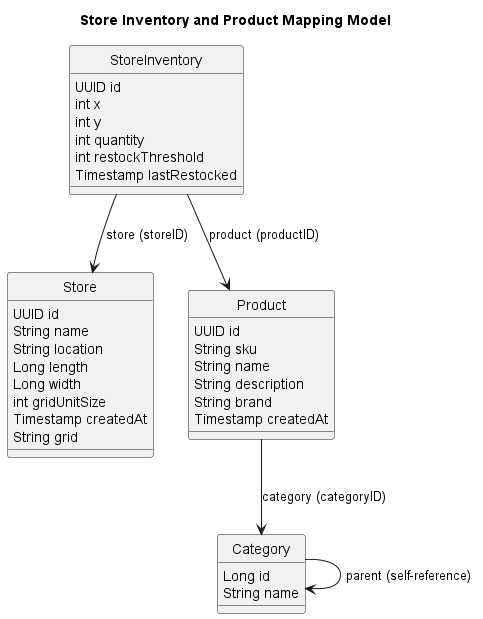 Store Inventory and Product Mapping Model
StoreInventory
UUID id
int x
int y
int quantity
int restockThreshold
Timestamp lastRestocked
store (storeID)
product (productID)
Store
UUID id
String name
String location
Long length
Long width
int gridUnitSize
Timestamp createdAt
String grid
Product
UUID id
String sku
String name
String description
String brand
Timestamp createdAt
category (categoryID)
Category
Long id
String name
parent (self-reference)